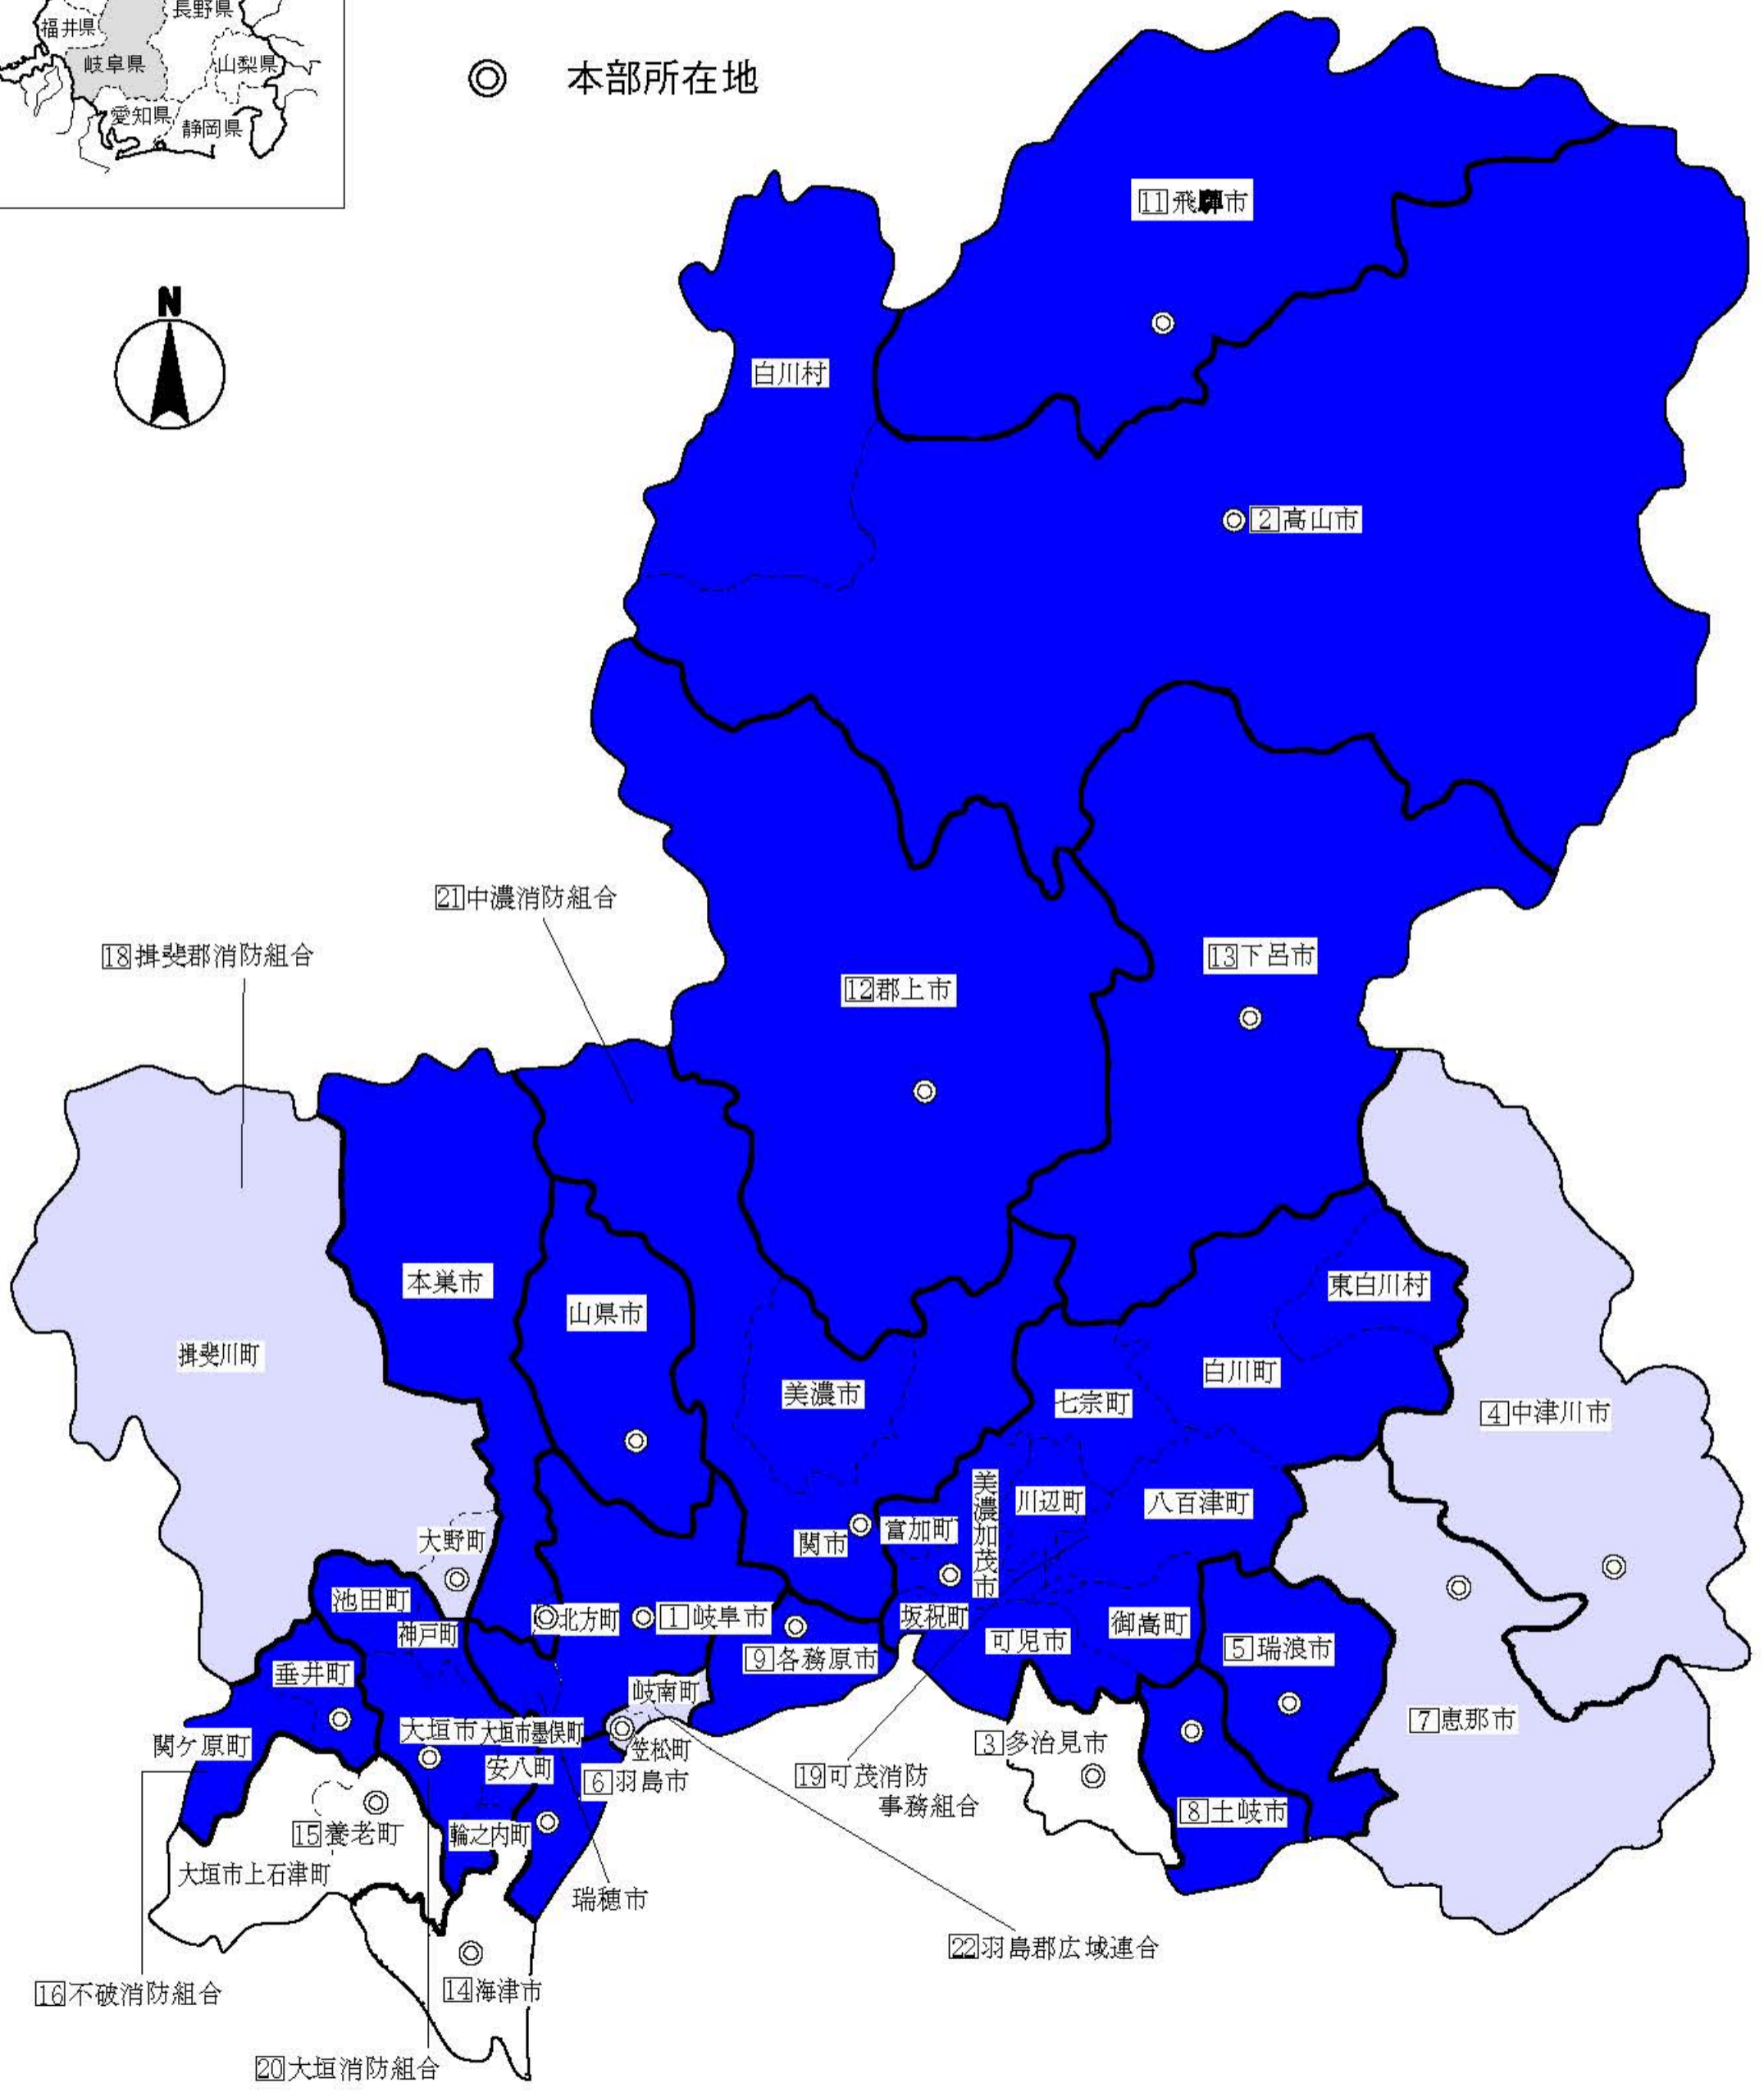 長野県
福井県
岐阜県
山梨県
愛知県
静岡県
◎ 本部所在地
N
11飛騨市
白川村
2高山市
21中濃消防組合
18揖斐郡消防組合
13下呂市
12郡上市
本巣市
東白川村
山県市
揖斐川町
白川町
美濃市
七宗町
4中津川市
美濃加茂市
川辺町
八百津町
富加町
大野町
関市
池田町
北方町
1岐阜市
坂祝町
御嵩町
神戸町
可児市
5瑞浪市
9各務原市
垂井町
岐南町
7恵那市
大垣市
大垣市墨俣町
関ケ原町
3多治見市
笠松町
安八町
6羽島市
19可茂消防
事務組合
8土岐市
15養老町
輪之内町
大垣市上石津町
瑞穂市
22羽島郡広域連合
14海津市
16不破消防組合
20大垣消防組合